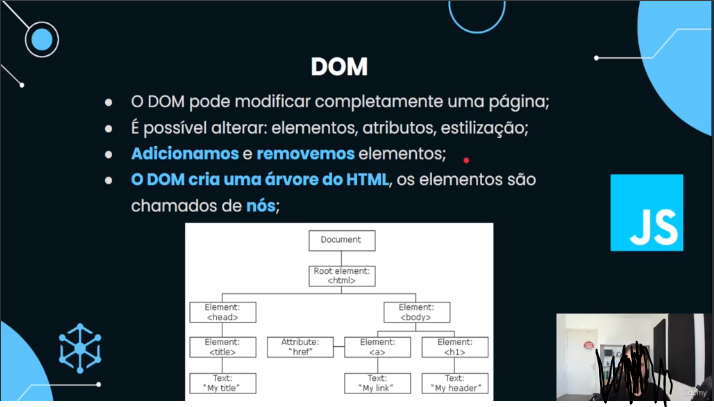 DOM
O DOM pode modificar completamente uma página;
É possível alterar: elementos, atributos, estilização;
Adicionamos e removemos elementos;
O DOM cria uma árvore do HTML, os elementos são
chamados de nós;
JS
Document
Root element:
<html>
Element:
<head>
Element:
<body>
Element:
<title>
Attribute:
"href"
Element:
<a>
Element:
<h1>
Text:
"My title"
Text:
"My link"
Text:
"My header"